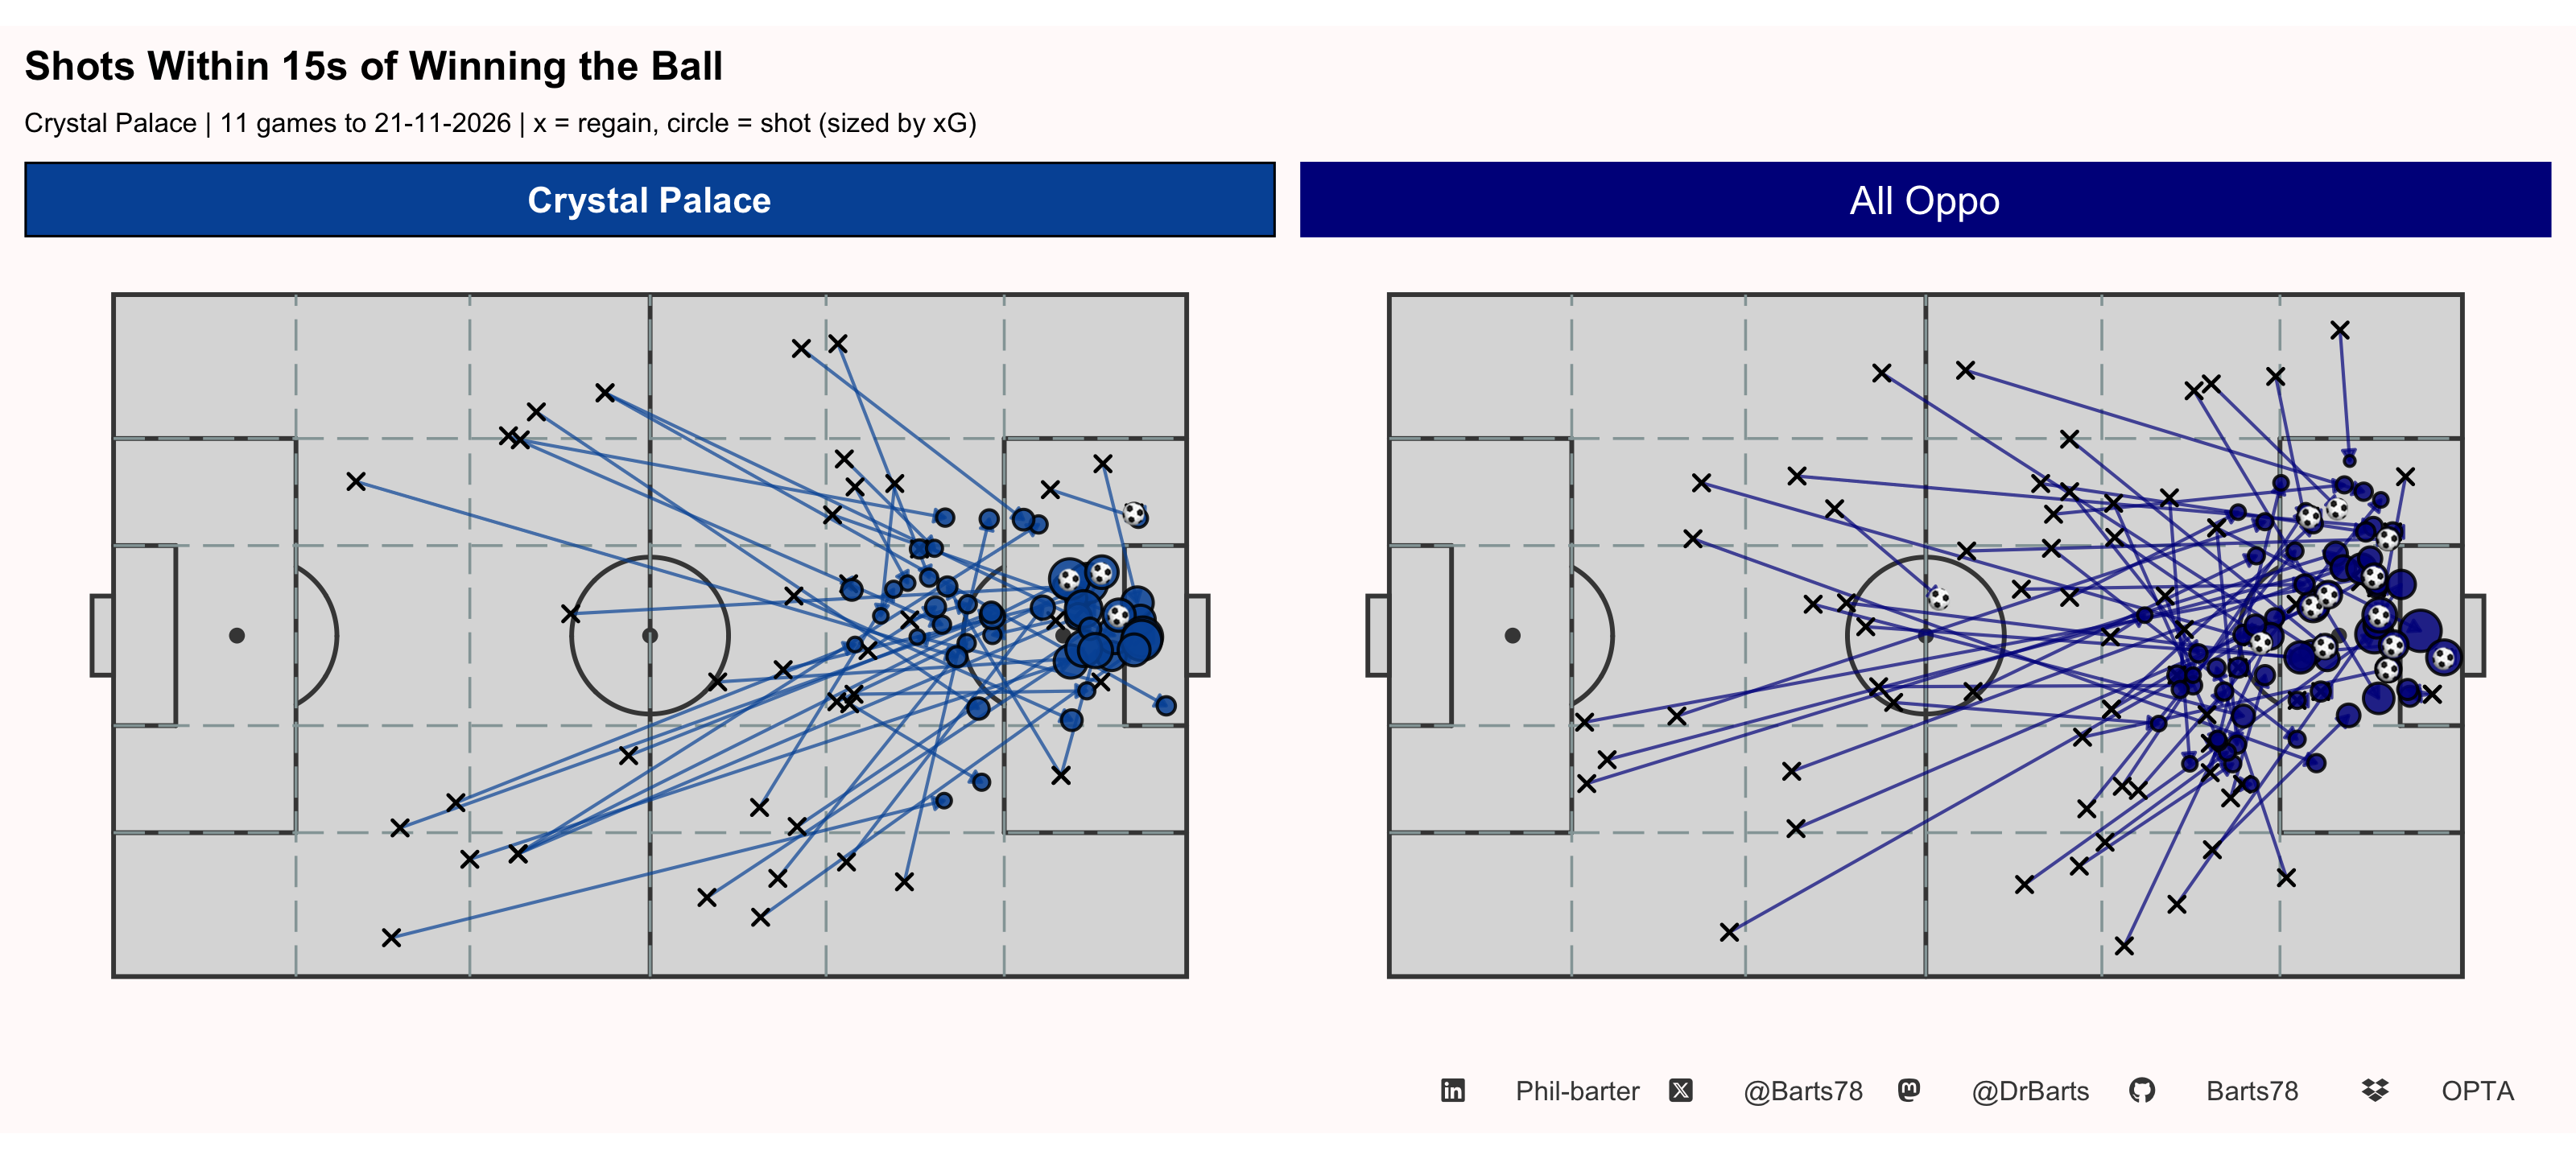 Shots Within 15s of Winning the Ball
Crystal Palace | 11 games to 21-11-2026 | x = regain, circle = shot (sized by xG)
Crystal Palace
All Oppo
Phil-barter @Barts78 @DrBarts Barts78 OPTA